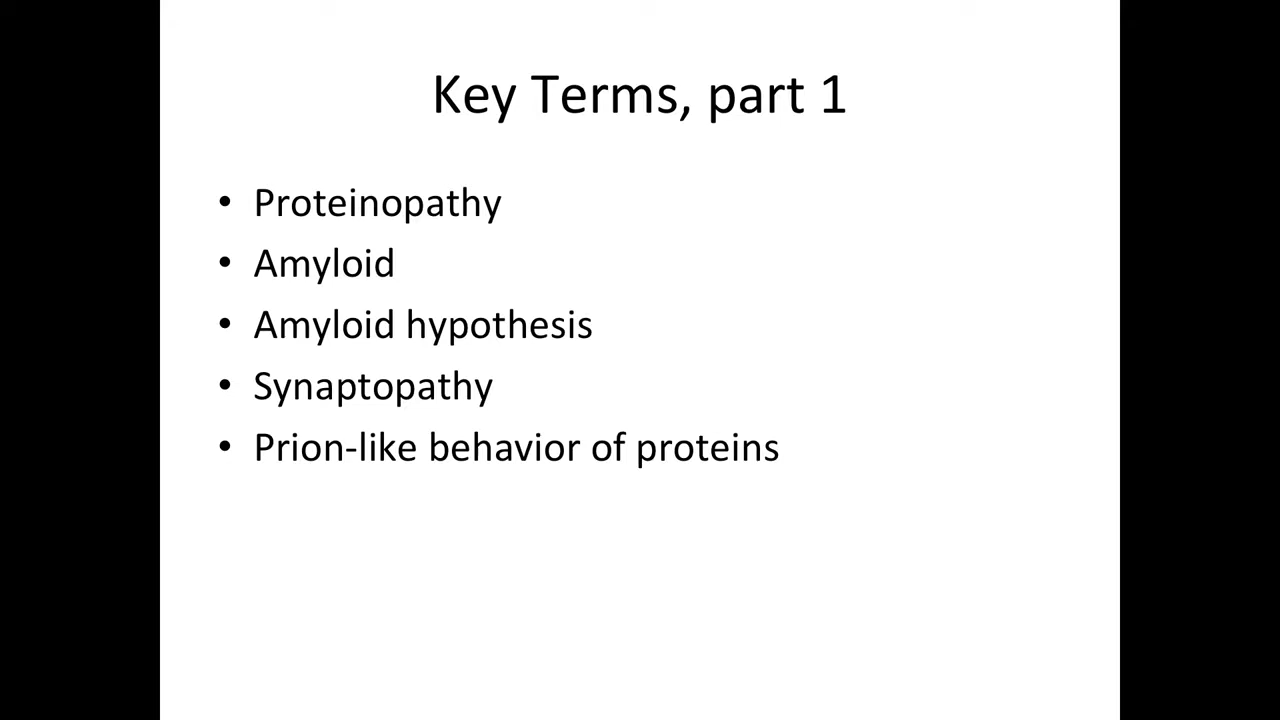 Key Terms, part 1
• Proteinopathy
• Amyloid
• Amyloid hypothesis
• Synaptopathy
• Prion-like behavior of proteins